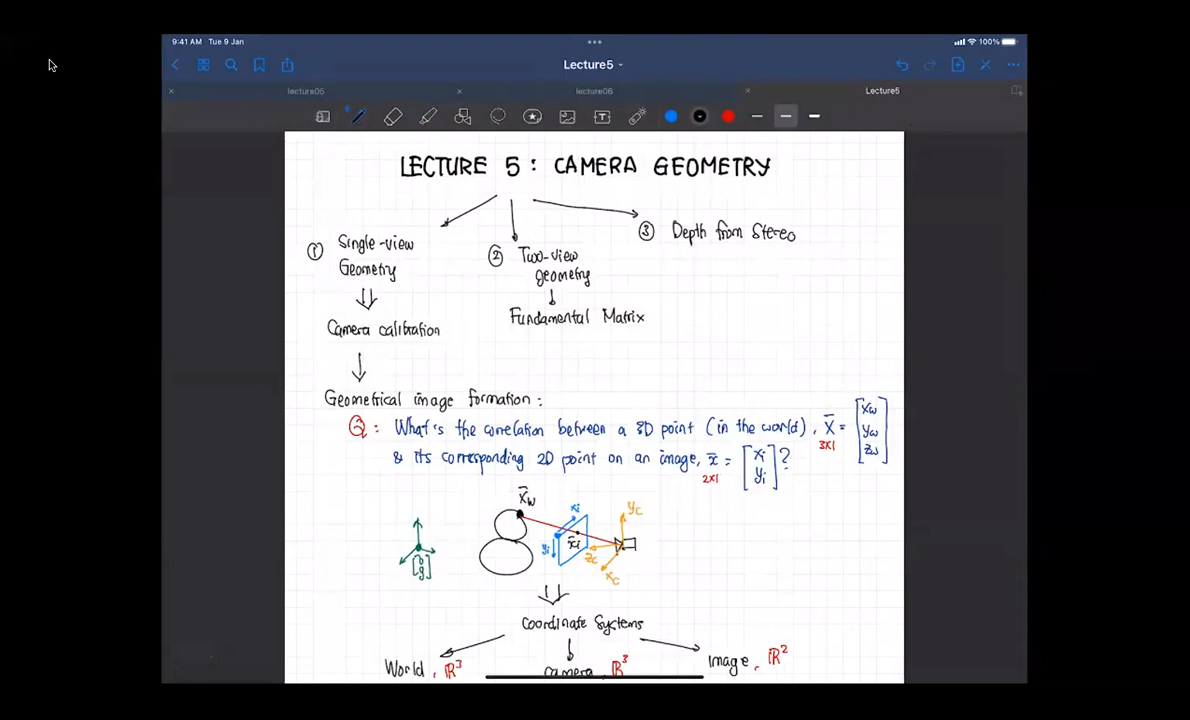 9:41 AM Tue 9 Jan
100%
Lecture5
lecture05
lecture06
Lecture5
LECTURE 5 : CAMERA GEOMETRY
① Single-view
Geometry
② Two-view
geometry
③ Depth from Stereo
Camera calibration
Fundamental Matrix
Geometrical image formation :
Q : What's the correlation between a 3D point (in the world), X̄ = [xw yw zw]
3x1
& its corresponding 2D point on an image, x̄ = [xi yi] ?
2x1
X̄w
xi
yi
x̄i
yc
zc
xc
Coordinate Systems
World, ℝ³
camera, ℝ³
Image, ℝ²